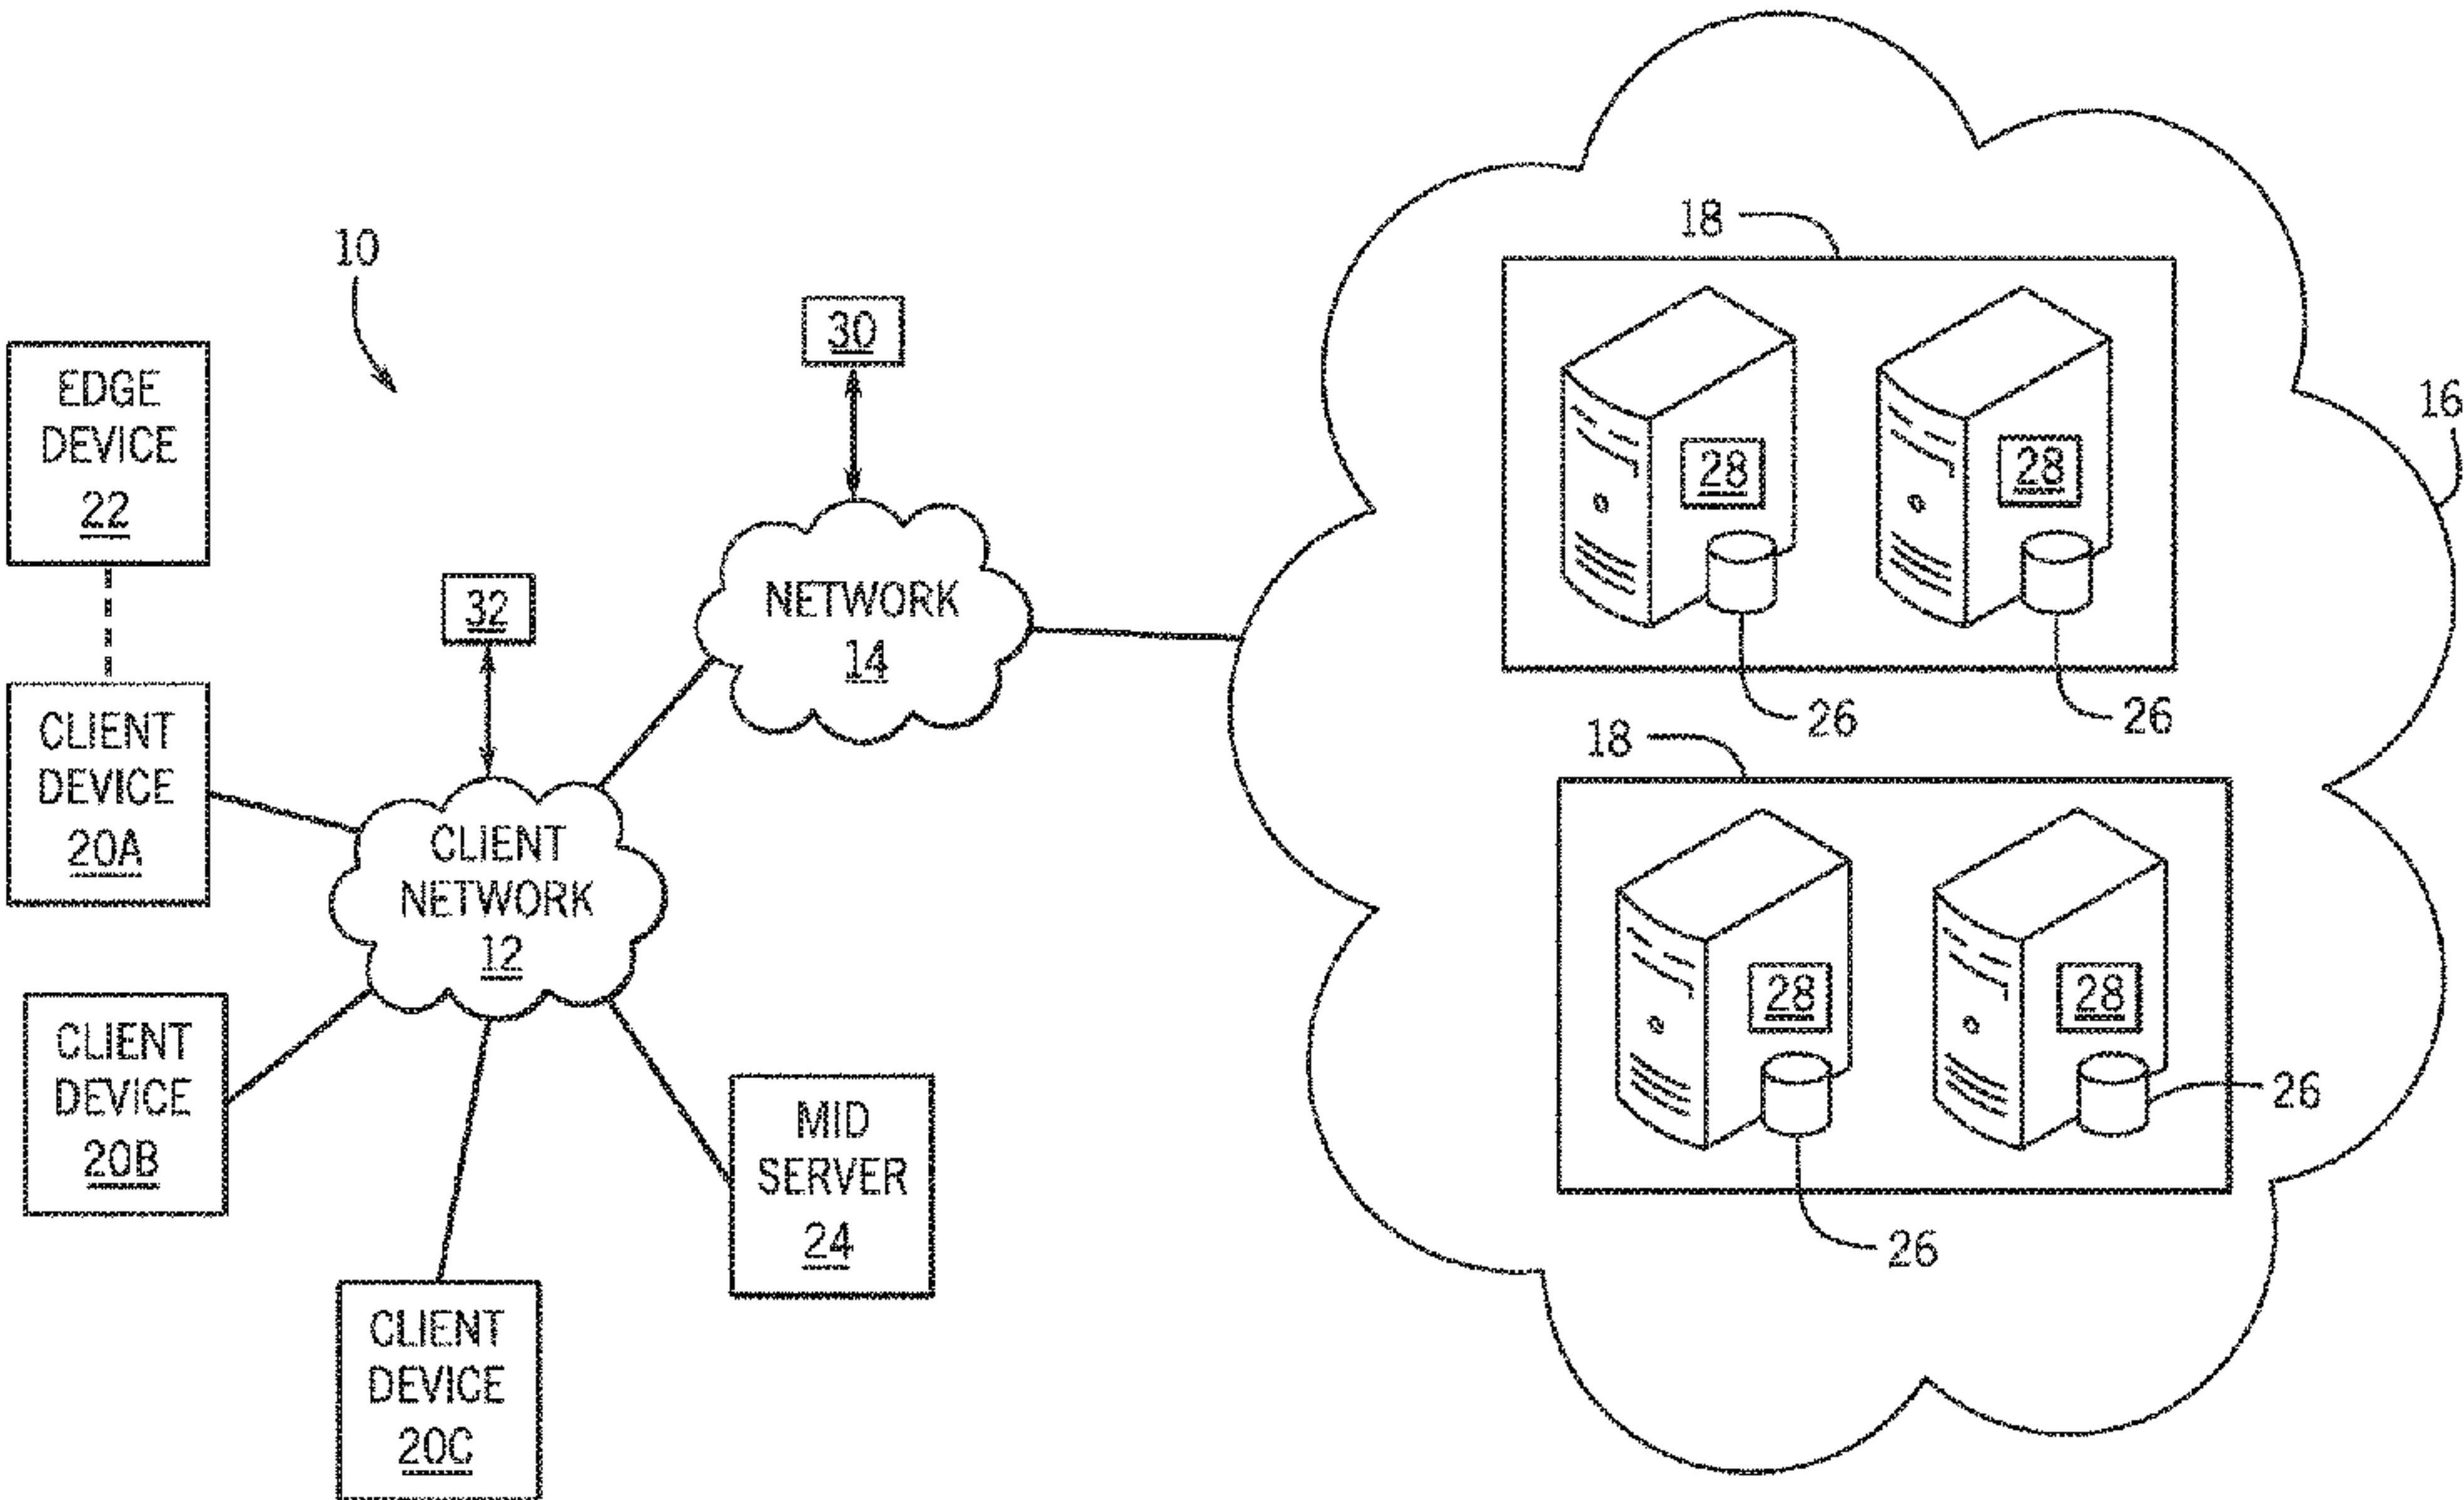 10
EDGE
DEVICE
22
CLIENT
DEVICE
20A
CLIENT
DEVICE
20B
CLIENT
DEVICE
20C
32
CLIENT
NETWORK
12
MID
SERVER
24
30
NETWORK
14
16
18
28
28
26
26
18
28
28
26
26